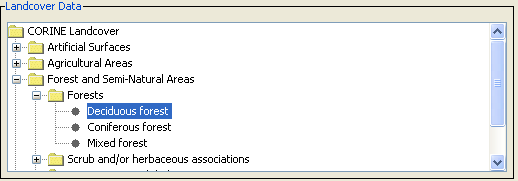 Landcover Data
CORINE Landcover
Artificial Surfaces
Agricultural Areas
Forest and Semi-Natural Areas
Forests
Deciduous forest
Coniferous forest
Mixed forest
Scrub and/or herbaceous associations